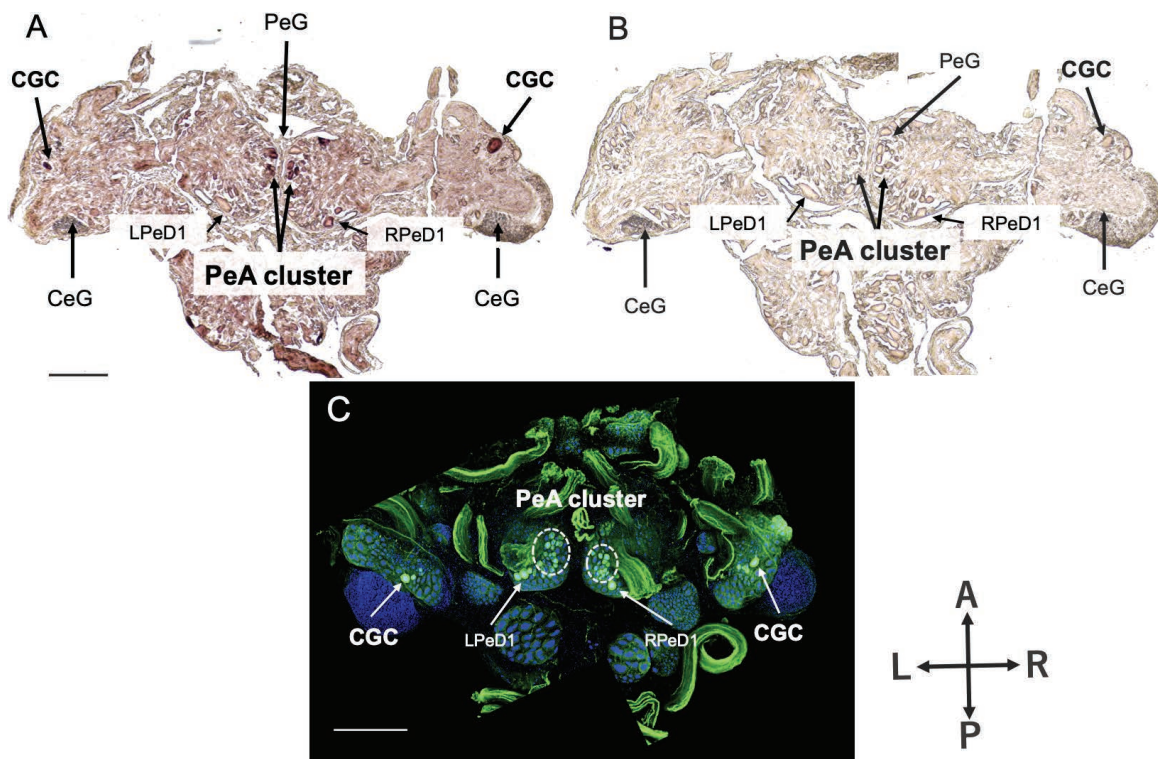 A
PeG
CGC
CGC
LPeD1
RPeD1
PeA cluster
CeG
CeG
B
PeG
CGC
LPeD1
RPeD1
PeA cluster
CeG
CeG
C
PeA cluster
CGC
LPeD1
RPeD1
CGC
A
L
R
P